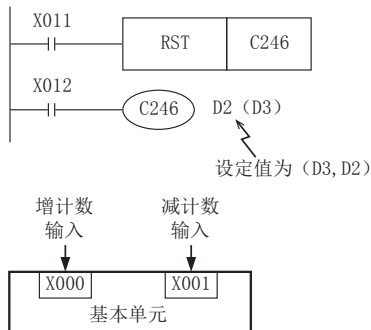 X011
RST C246
X012
C246 D2（D3）
设定值为（D3,D2）
增计数 减计数
输入 输入
X000 X001
基本单元